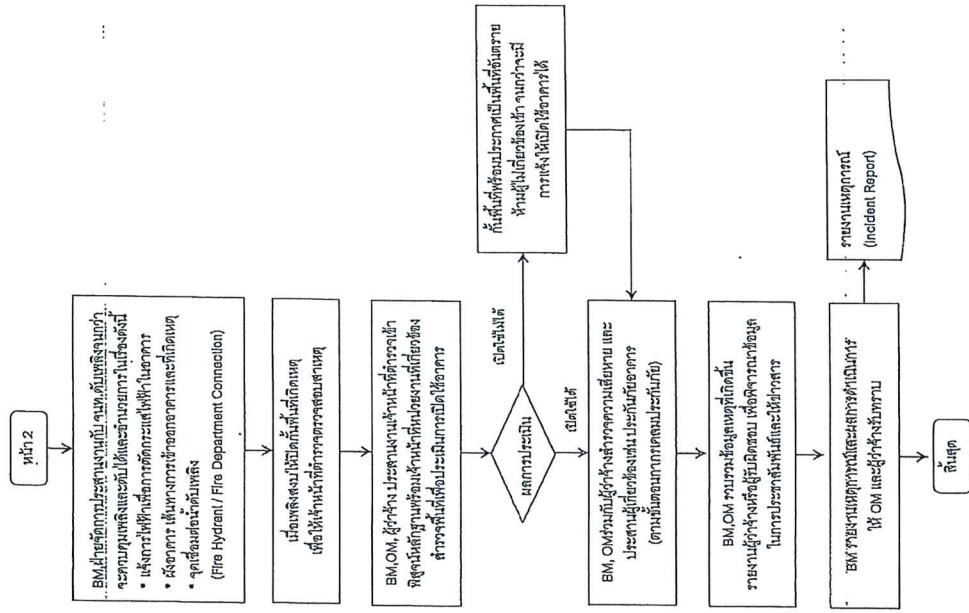 หน้า 2
BM,ฝ่ายจัดการประสานงานกับ จนท.ดับเพลิงจนกว่า
จะควบคุมเพลิงและดับได้และอำนวยการในเรื่องดังนี้
• แจ้งการไฟฟ้าเพื่อการตัดกระแสไฟฟ้าในอาคาร
• ผังอาคาร เส้นทางการเข้าออกอาคารและที่เกิดเหตุ
• จุดเชื่อมต่อน้ำดับเพลิง
(Fire Hydrent / Fire Department Connection)
เมื่อเพลิงสงบให้ปิดกั้นพื้นที่เกิดเหตุ
เพื่อให้เจ้าหน้าที่ตำรวจตรวจสอบสาเหตุ
BM,OM, ผู้ว่าจ้าง ประสานงานเจ้าหน้าที่ตำรวจเข้า
พิสูจน์หลักฐานพร้อมเจ้าหน้าที่หน่วยงานที่เกี่ยวข้อง
สำรวจพื้นที่เพื่อประเมินการเปิดใช้อาคาร
ผลการประเมิน
เปิดใช้ไม่ได้
กั้นพื้นที่พร้อมประกาศเป็นพื้นที่อันตราย
ห้ามผู้ไม่เกี่ยวข้องเข้า จนกว่าจะมี
การแจ้งให้เปิดใช้อาคารได้
เปิดใช้ได้
BM, OMร่วมกับผู้ว่าจ้างสำรวจความเสียหาย และ
ประสานผู้เกี่ยวข้องเช่น ประกันภัยอาคาร
(ตามขั้นตอนการเคลมประกันภัย)
BM,OM รวบรวมข้อมูลเหตุที่เกิดขึ้น
รายงานผู้ว่าจ้างหรือผู้รับผิดชอบ เพื่อพิจารณาข้อมูล
ในการประชาสัมพันธ์และให้ข่าวสาร
BM รายงานเหตุการณ์และผลการดำเนินการ
ให้ OM และผู้ว่าจ้างรับทราบ
รายงานเหตุการณ์
(Incident Report)
สิ้นสุด